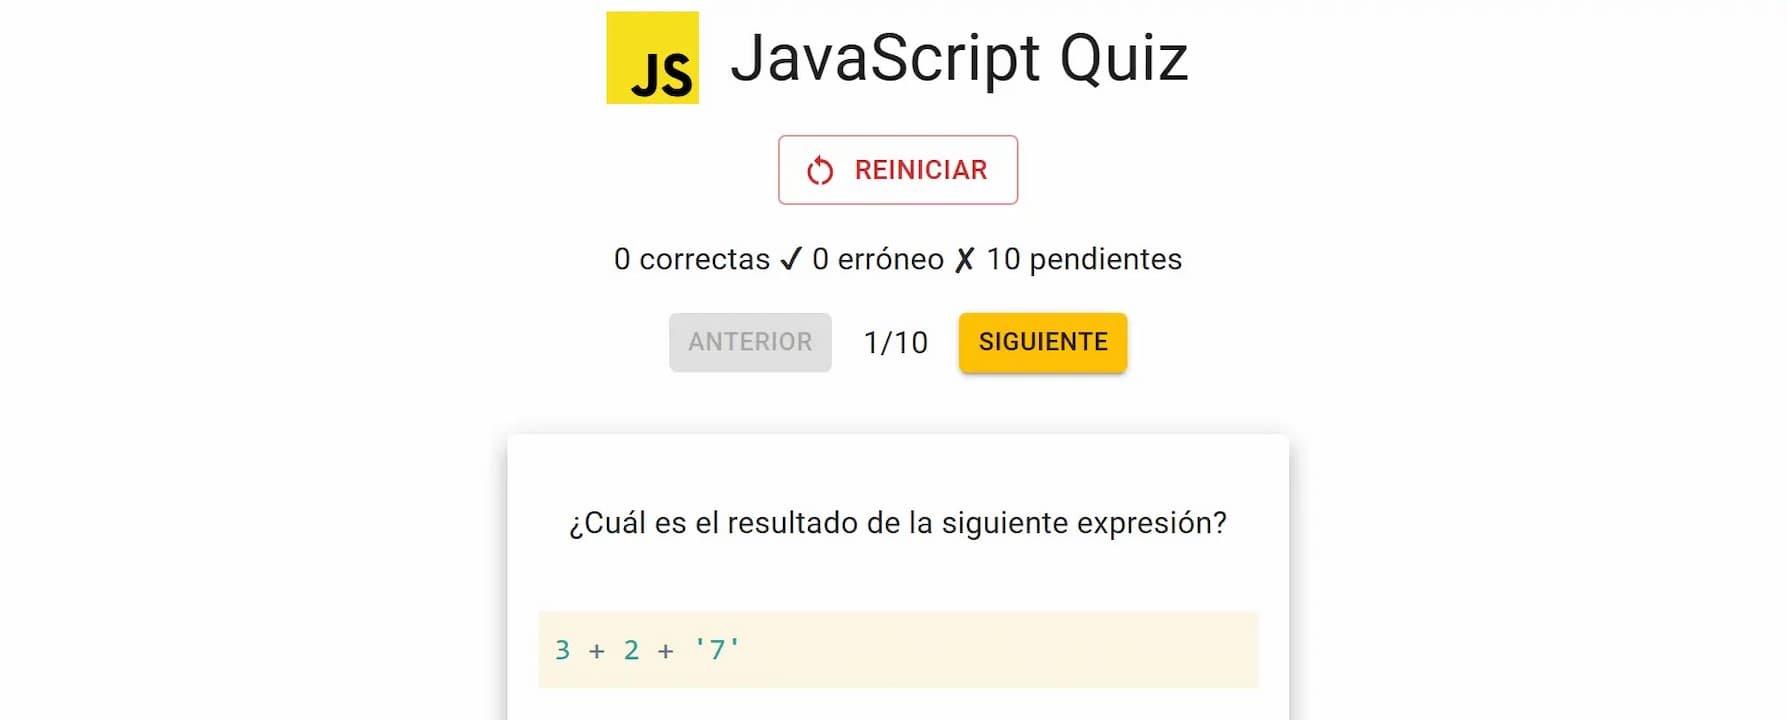 JS JavaScript Quiz
REINICIAR
0 correctas ✓ 0 erróneo ✗ 10 pendientes
ANTERIOR 1/10 SIGUIENTE
¿Cuál es el resultado de la siguiente expresión?
3 + 2 + '7'